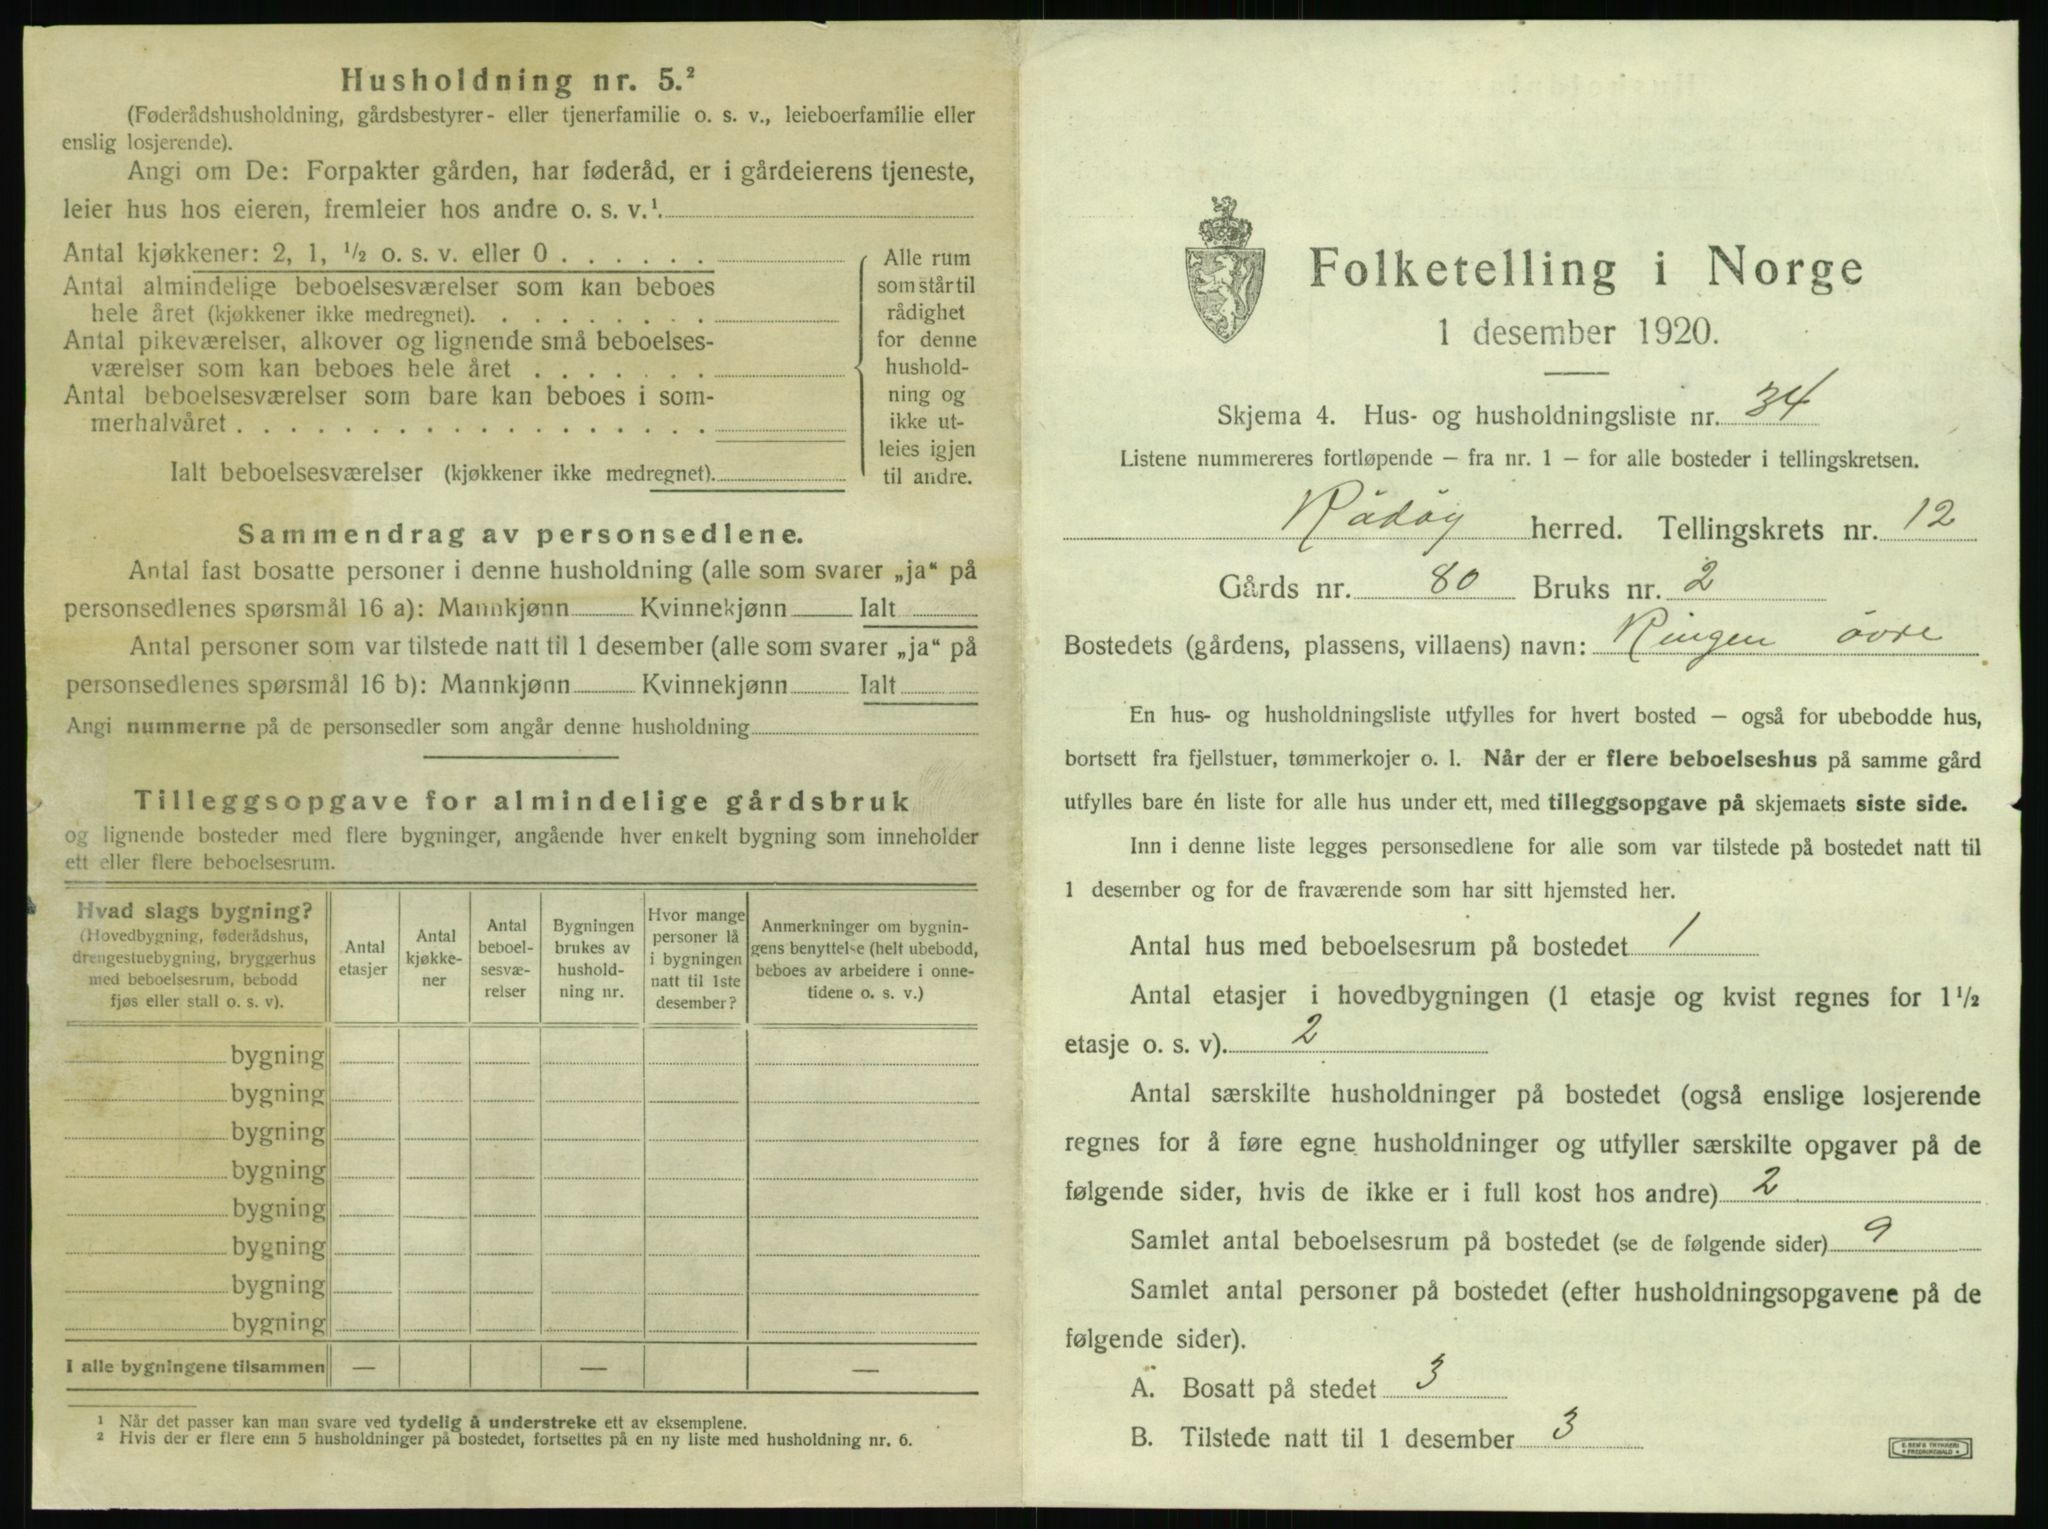 Husholdning nr. 5.²
(Føderådshusholdning, gårdsbestyrer- eller tjenerfamilie o. s. v., leieboerfamilie eller
enslig losjerende).
Angi om De: Forpakter gården, har føderåd, er i gårdeierens tjeneste,
leier hus hos eieren, fremleier hos andre o. s. v.¹
Antal kjøkkener: 2, 1, ½ o. s. v. eller 0 . . . . . .
Antal almindelige beboelsesværelser som kan beboes
hele året (kjøkkener ikke medregnet). . . . . . . . .
Antal pikeværelser, alkover og lignende små beboelses-
værelser som kan beboes hele året . . . . . . .
Antal beboelsesværelser som bare kan beboes i som-
merhalvåret . . . . . . . . . . . . . . . . . .
Ialt beboelsesværelser (kjøkkener ikke medregnet).
Alle rum
som står til
rådighet
for denne
hushold-
ning og
ikke ut-
leies igjen
til andre.
Sammendrag av personsedlene.
Antal fast bosatte personer i denne husholdning (alle som svarer „ja“ på
personsedlenes spørsmål 16 a): Mannkjønn Kvinnekjønn Ialt
Antal personer som var tilstede natt til 1 desember (alle som svarer „ja“ på
personsedlenes spørsmål 16 b): Mannkjønn Kvinnekjønn Ialt
Angi nummerne på de personsedler som angår denne husholdning
Tilleggsopgave for almindelige gårdsbruk
og lignende bosteder med flere bygninger, angående hver enkelt bygning som inneholder
ett eller flere beboelsesrum.
Hvad slags bygning?
(Hovedbygning, føderådshus,
drengestuebygning, bryggerhus
med beboelsesrum, bebodd
fjøs eller stall o. s. v).
Antal
etasjer
Antal
kjøkke-
ner
Antal
beboel-
sesvæ-
relser
Bygningen
brukes av
hushold-
ning nr.
Hvor mange
personer lå
i bygningen
natt til 1ste
desember?
Anmerkninger om bygnin-
gens benyttelse (helt ubebodd,
beboes av arbeidere i onne-
tidene o. s. v.)
bygning
bygning
bygning
bygning
bygning
bygning
bygning
bygning
I alle bygningene tilsammen — — —
¹ Når det passer kan man svare ved tydelig å understreke ett av eksemplene.
² Hvis der er flere enn 5 husholdninger på bostedet, fortsettes på en ny liste med husholdning nr. 6.
Folketelling i Norge
1 desember 1920.
Skjema 4. Hus- og husholdningsliste nr. 34
Listene nummereres fortløpende — fra nr. 1 — for alle bosteder i tellingskretsen.
Rödöy herred. Tellingskrets nr. 12
Gårds nr. 80 Bruks nr. 2
Bostedets (gårdens, plassens, villaens) navn: Ringen övre
En hus- og husholdningsliste utfylles for hvert bosted — også for ubebodde hus,
bortsett fra fjellstuer, tømmerkojer o. l. Når der er flere beboelseshus på samme gård
utfylles bare én liste for alle hus under ett, med tilleggsopgave på skjemaets siste side.
Inn i denne liste legges personsedlene for alle som var tilstede på bostedet natt til
1 desember og for de fraværende som har sitt hjemsted her.
Antal hus med beboelsesrum på bostedet 1
Antal etasjer i hovedbygningen (1 etasje og kvist regnes for 1½
etasje o. s. v). 2
Antal særskilte husholdninger på bostedet (også enslige losjerende
regnes for å føre egne husholdninger og utfyller særskilte opgaver på de
følgende sider, hvis de ikke er i full kost hos andre) 2
Samlet antal beboelsesrum på bostedet (se de følgende sider) 9
Samlet antal personer på bostedet (efter husholdningsopgavene på de
følgende sider).
A. Bosatt på stedet 3
B. Tilstede natt til 1 desember 3